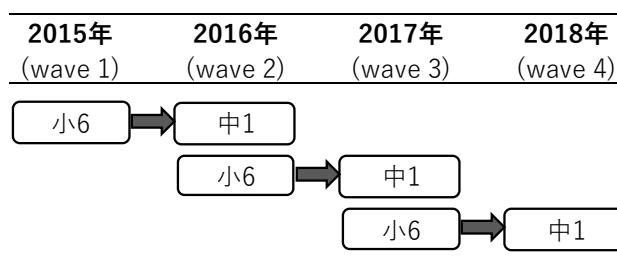 2015年 2016年 2017年 2018年
(wave 1) (wave 2) (wave 3) (wave 4)
小6 中1
小6 中1
小6 中1